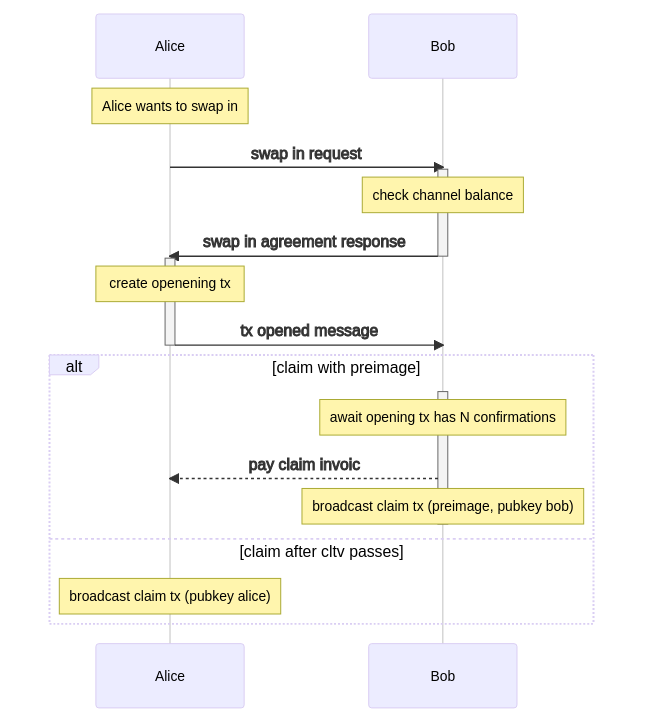 Alice
Bob
Alice wants to swap in
swap in request
check channel balance
swap in agreement response
create openening tx
tx opened message
alt
[claim with preimage]
await opening tx has N confirmations
pay claim invoic
broadcast claim tx (preimage, pubkey bob)
[claim after cltv passes]
broadcast claim tx (pubkey alice)
Alice
Bob